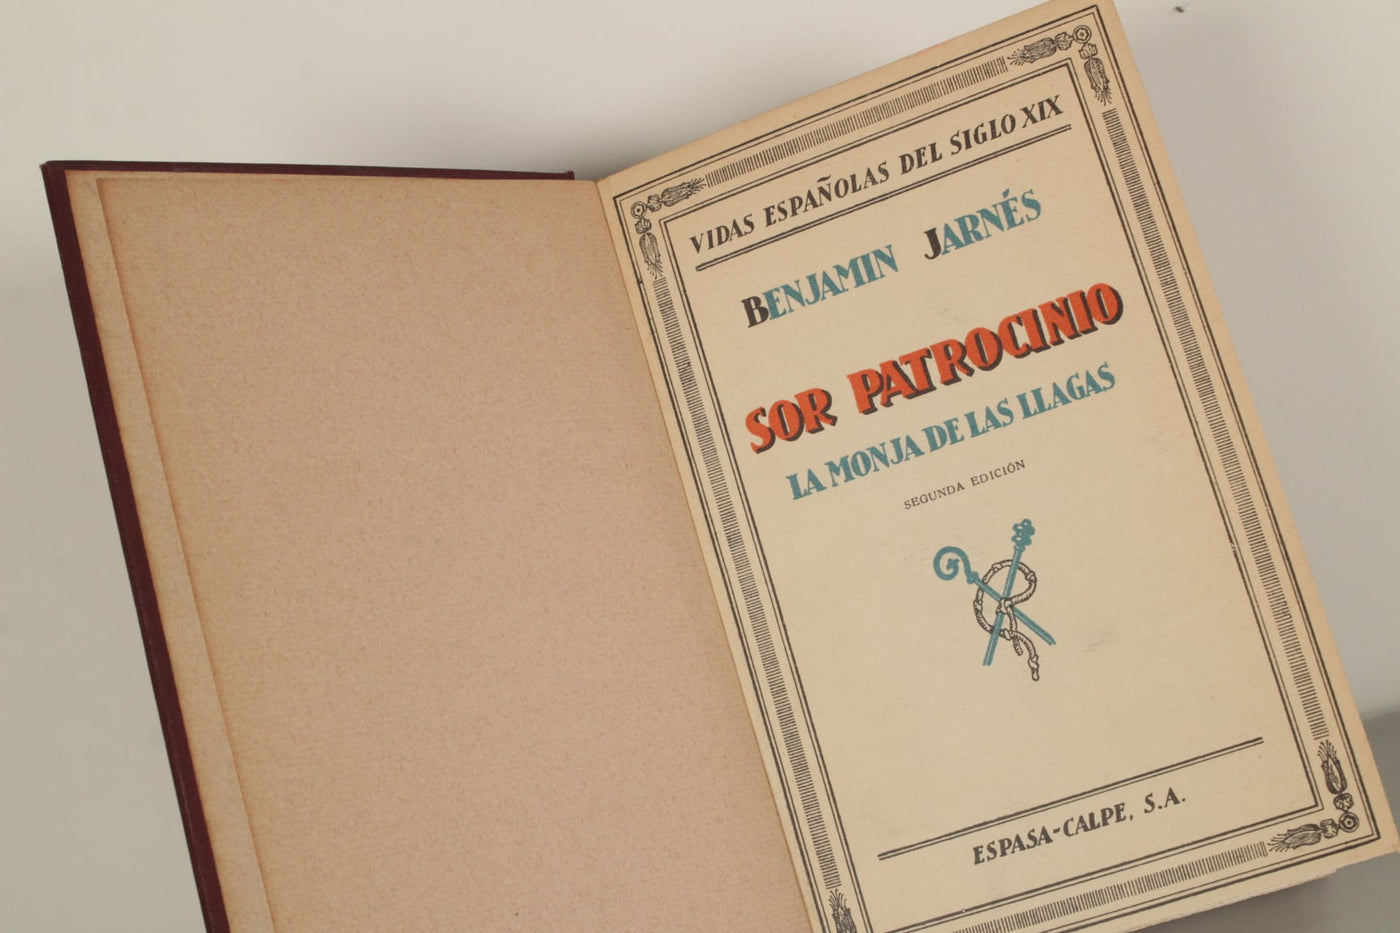 VIDAS ESPAÑOLAS DEL SIGLO XIX
BENJAMIN JARNÉS
SOR PATROCINIO
LA MONJA DE LAS LLAGAS
SEGUNDA EDICIÓN
ESPASA-CALPE, S.A.